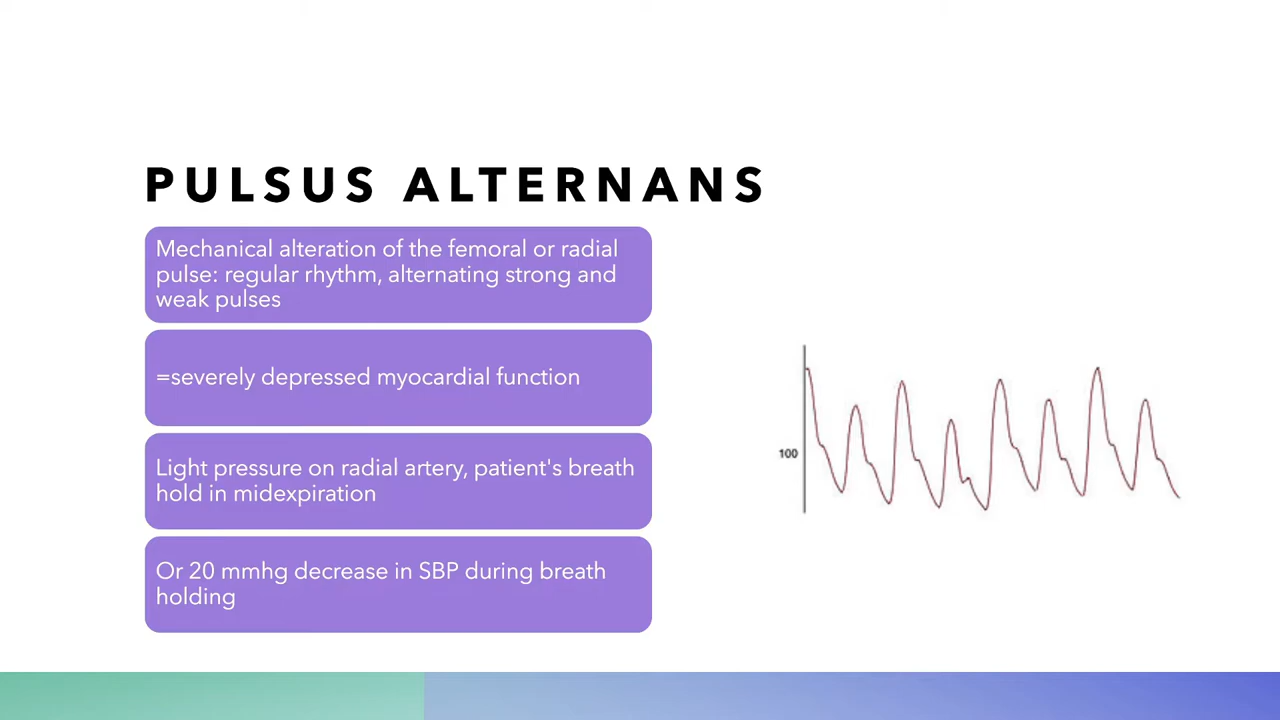 PULSUS ALTERNANS
Mechanical alteration of the femoral or radial
pulse: regular rhythm, alternating strong and
weak pulses
=severely depressed myocardial function
Light pressure on radial artery, patient's breath
hold in midexpiration
Or 20 mmhg decrease in SBP during breath
holding
100